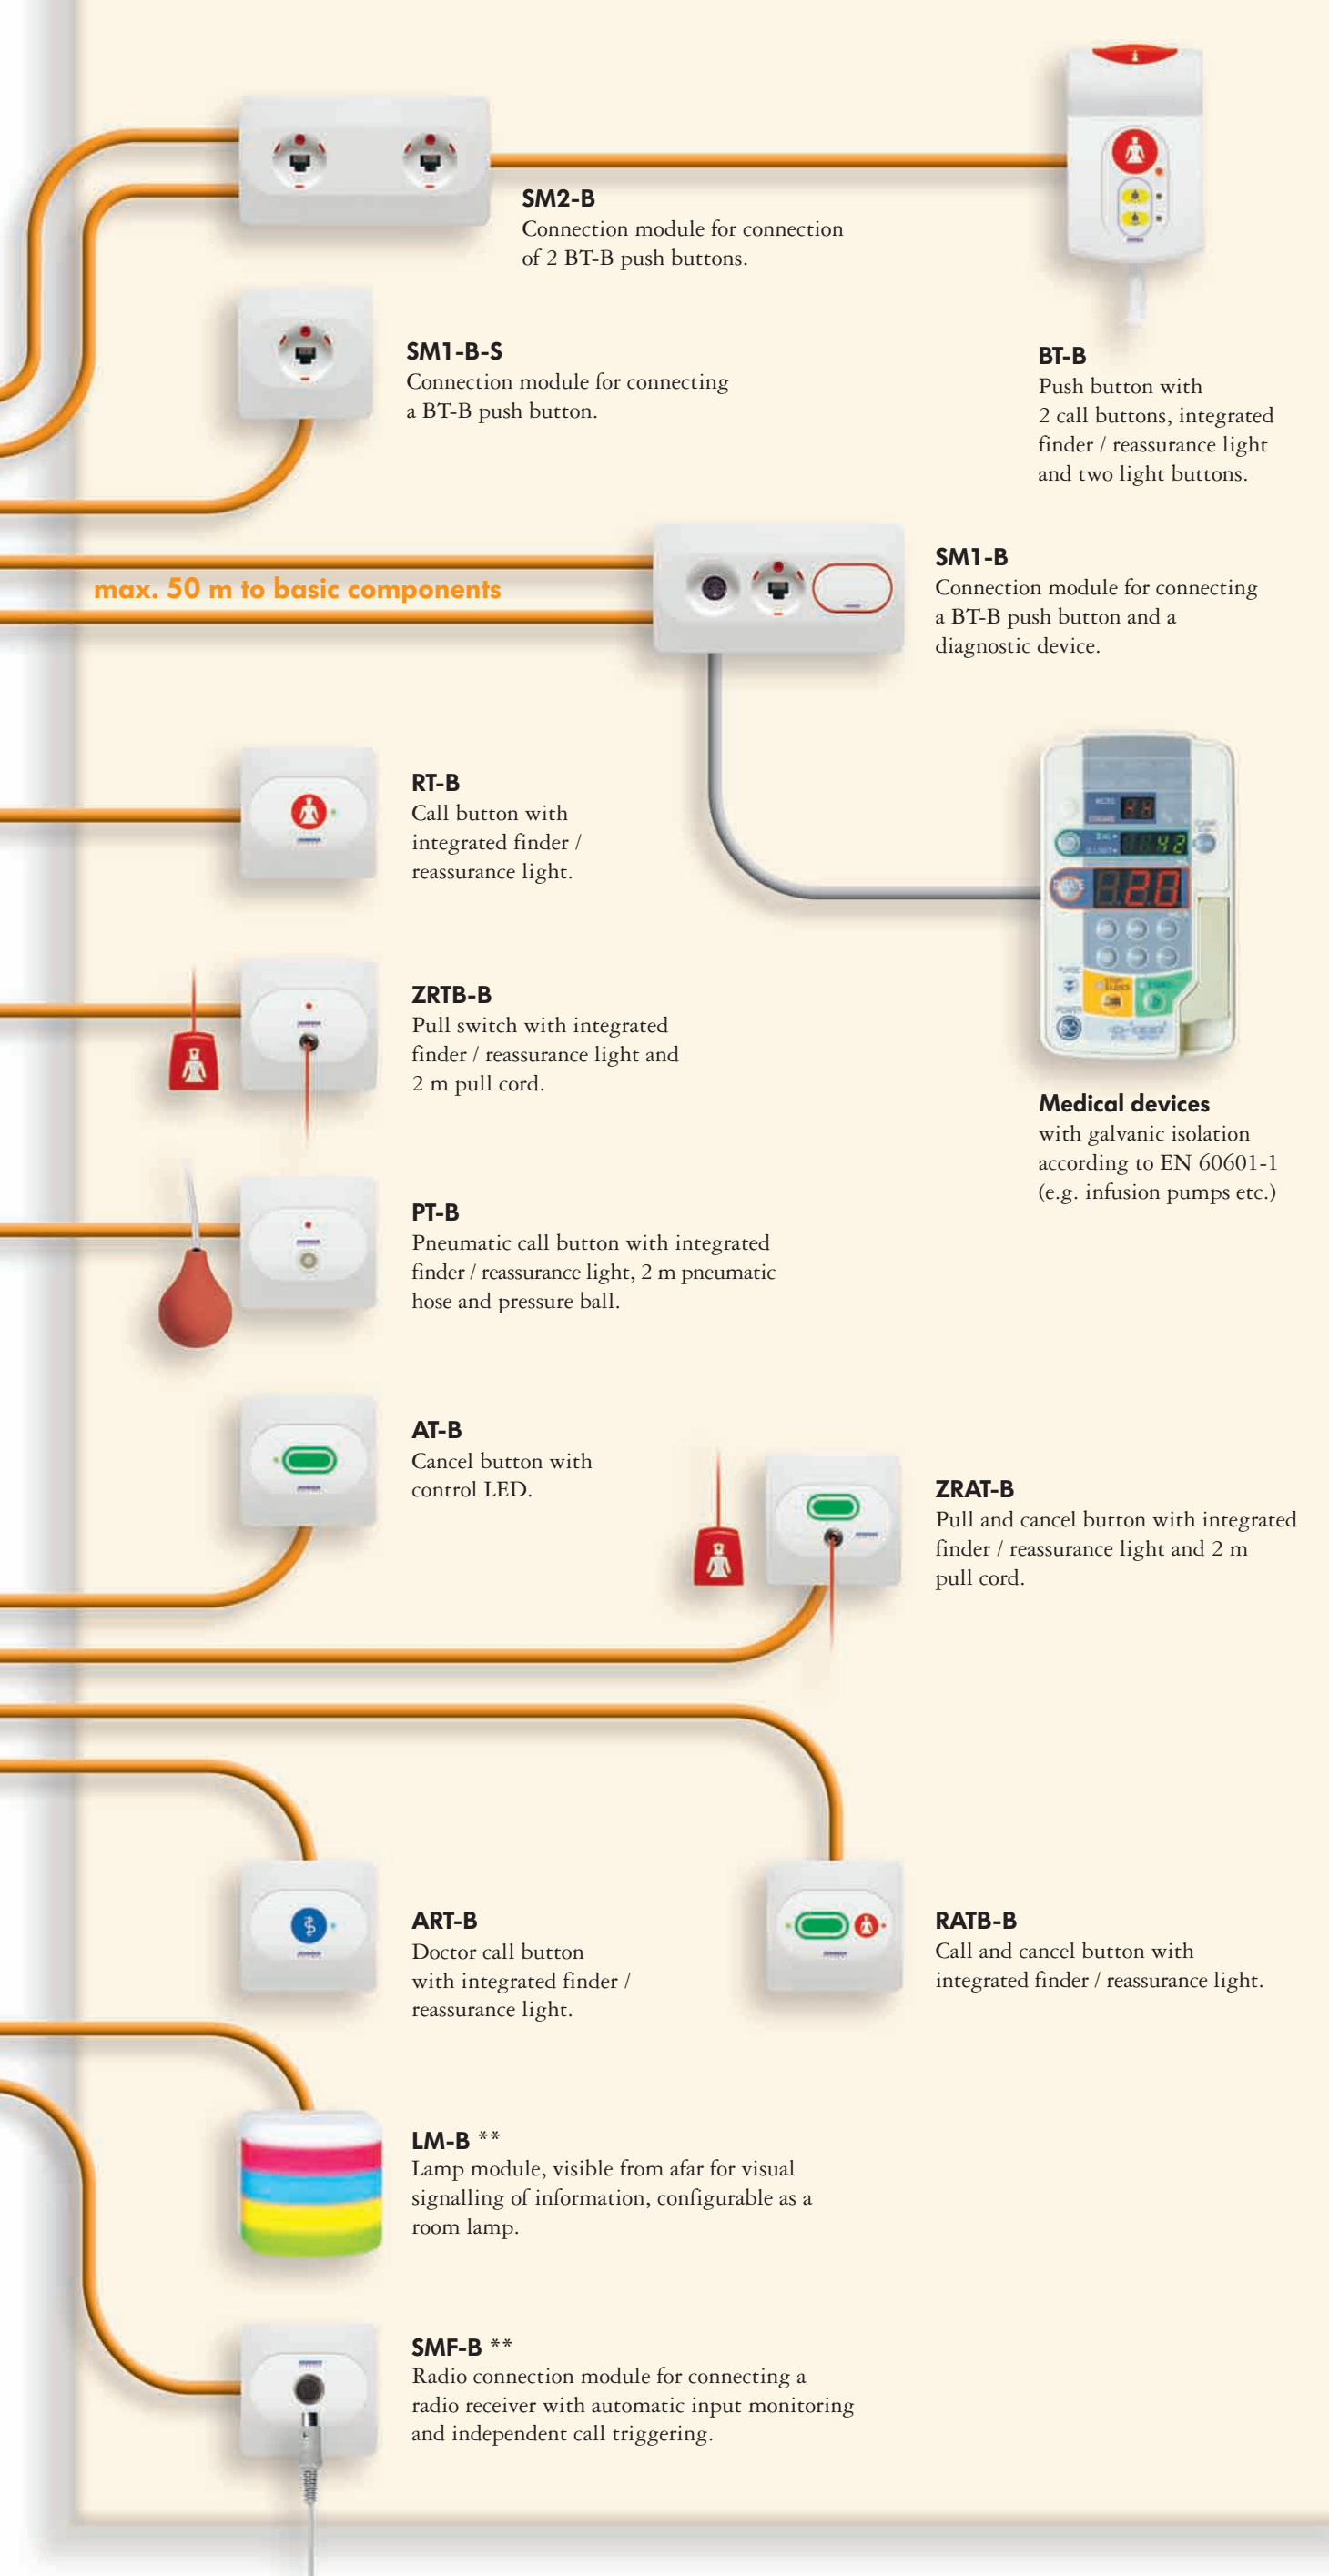 SM2-B
Connection module for connection
of 2 BT-B push buttons.
SM1-B-S
Connection module for connecting
a BT-B push button.
BT-B
Push button with
2 call buttons, integrated
finder / reassurance light
and two light buttons.
max. 50 m to basic components
SM1-B
Connection module for connecting
a BT-B push button and a
diagnostic device.
RT-B
Call button with
integrated finder /
reassurance light.
42
20
POWER
ZRTB-B
Pull switch with integrated
finder / reassurance light and
2 m pull cord.
Medical devices
with galvanic isolation
according to EN 60601-1
(e.g. infusion pumps etc.)
PT-B
Pneumatic call button with integrated
finder / reassurance light, 2 m pneumatic
hose and pressure ball.
AT-B
Cancel button with
control LED.
ZRAT-B
Pull and cancel button with integrated
finder / reassurance light and 2 m
pull cord.
ART-B
Doctor call button
with integrated finder /
reassurance light.
RATB-B
Call and cancel button with
integrated finder / reassurance light.
LM-B **
Lamp module, visible from afar for visual
signalling of information, configurable as a
room lamp.
SMF-B **
Radio connection module for connecting a
radio receiver with automatic input monitoring
and independent call triggering.